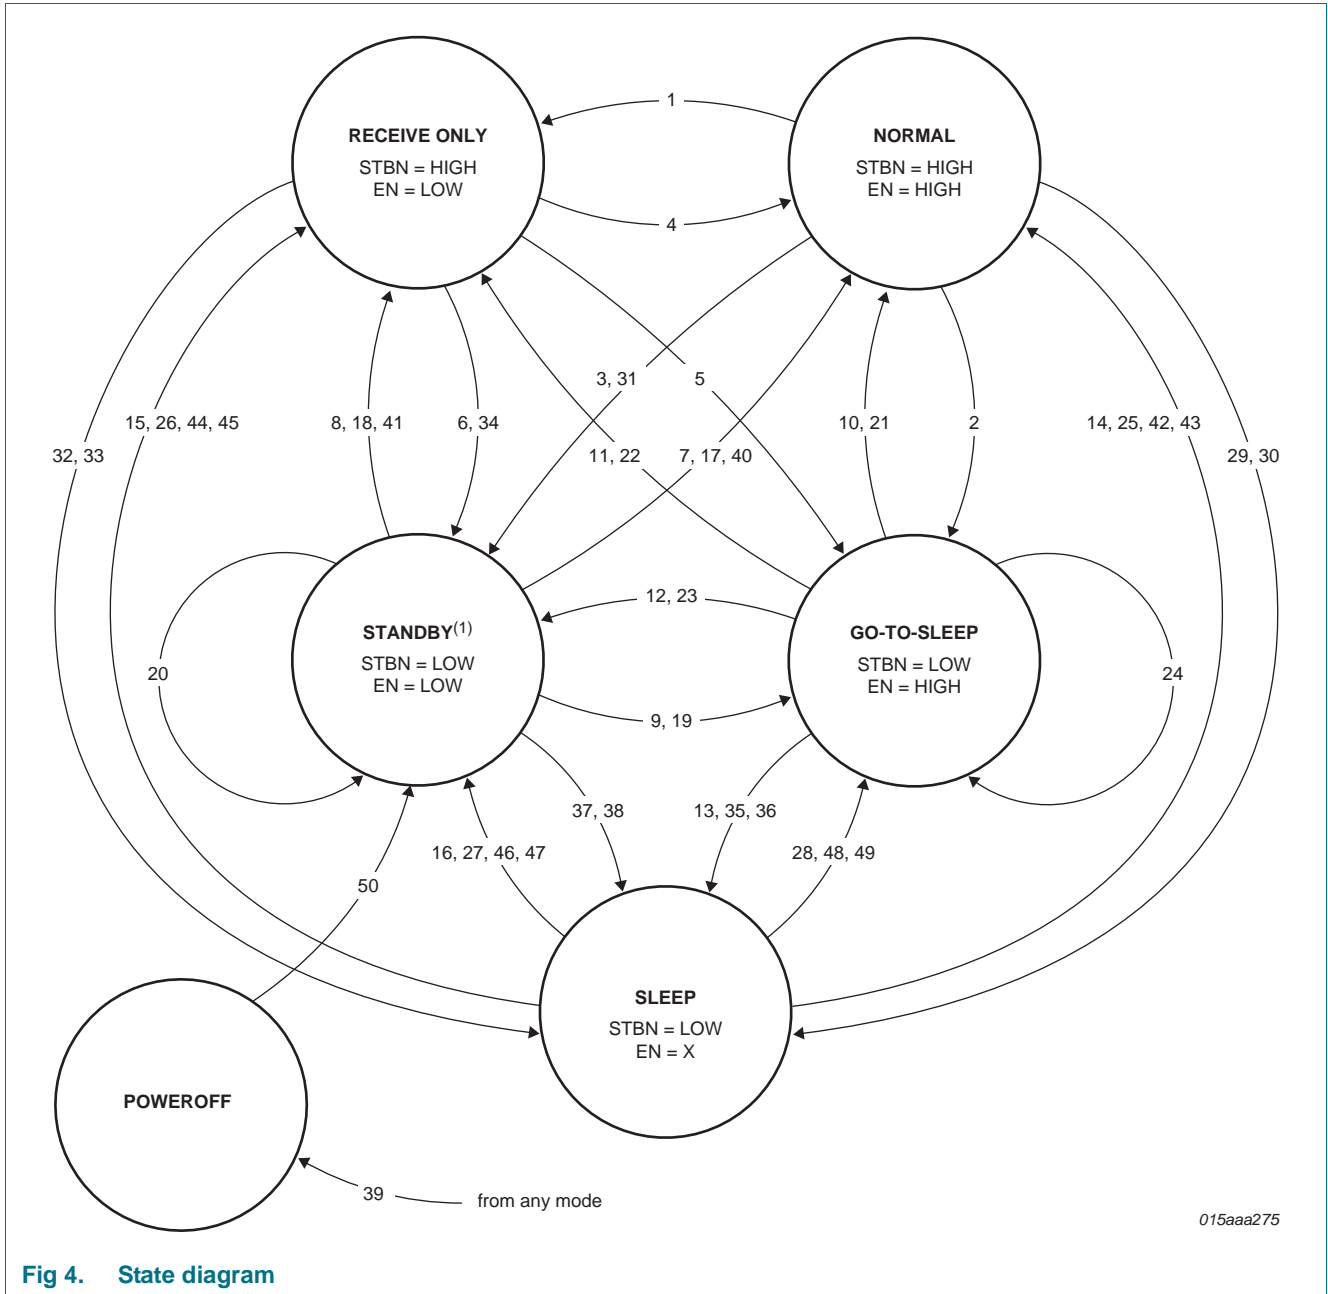 1
RECEIVE ONLY
STBN = HIGH
EN = LOW
NORMAL
STBN = HIGH
EN = HIGH
4
3, 31
5
15, 26, 44, 45
8, 18, 41
6, 34
10, 21
2
14, 25, 42, 43
32, 33
11, 22
7, 17, 40
29, 30
12, 23
STANDBY(1)
STBN = LOW
EN = LOW
GO-TO-SLEEP
STBN = LOW
EN = HIGH
20
24
9, 19
37, 38
13, 35, 36
16, 27, 46, 47
28, 48, 49
50
SLEEP
STBN = LOW
EN = X
POWEROFF
39
from any mode
015aaa275
Fig 4. State diagram